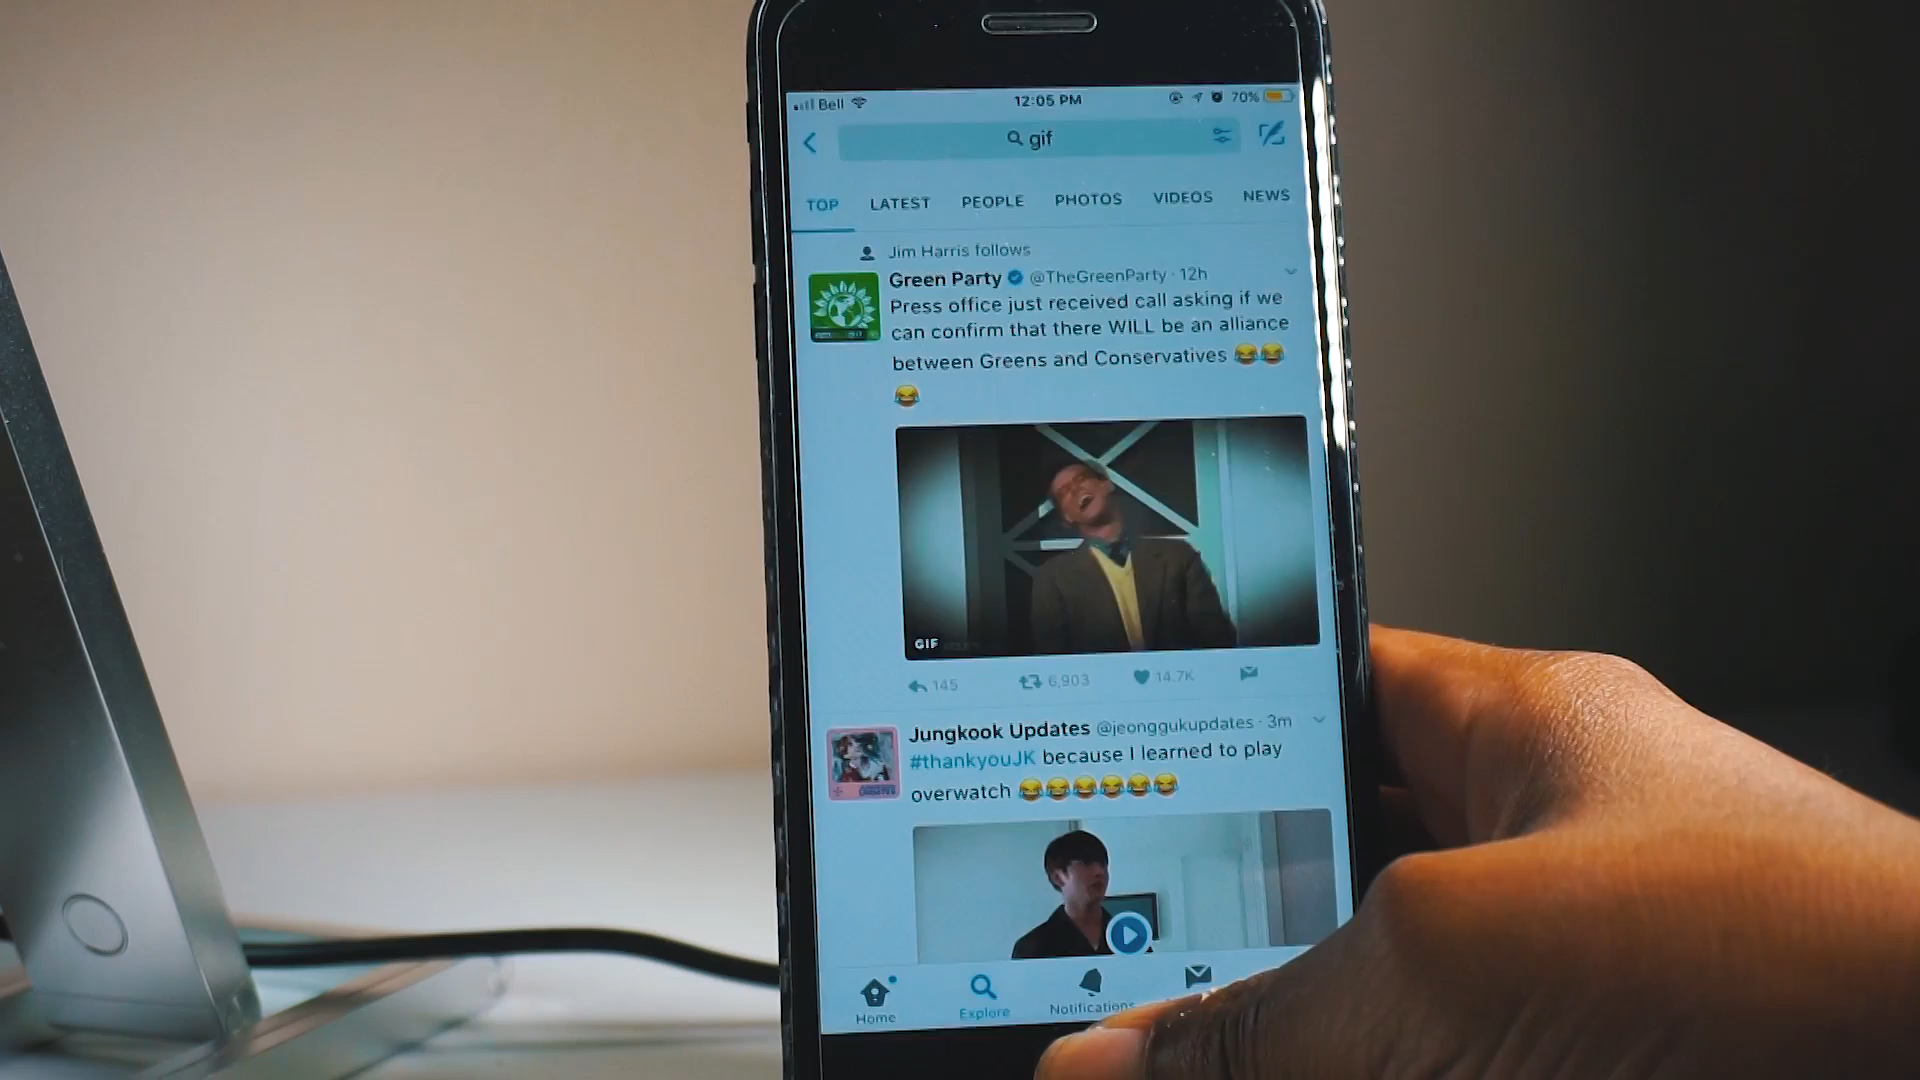 Bell 12:05 PM 70%
gif
TOP LATEST PEOPLE PHOTOS VIDEOS NEWS
Jim Harris follows
Green Party @TheGreenParty · 12h
Press office just received call asking if we
can confirm that there WILL be an alliance
between Greens and Conservatives 😂😂
😂
GIF
145 6,903 14.7K
Jungkook Updates @jeonggukupdates · 3m
#thankyouJK because I learned to play
overwatch 😂😂😂😂😂😂
Home Explore Notifications